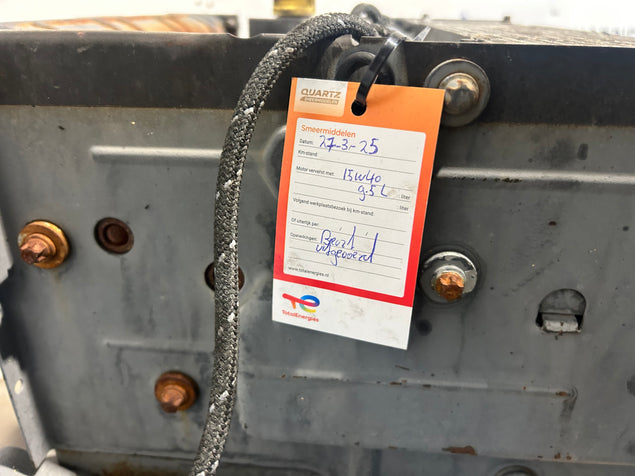 QUARTZ
SMEERMIDDELEN
Smeermiddelen
Datum: 27-3-25
Km-stand:
Motor ververst met: 15W40
9.5 L liter
liter
Volgend werkplaatsbezoek bij km-stand:
Of uiterlijk per:
Opmerkingen:
uitgevoerd
www.totalenergies.nl
TotalEnergies